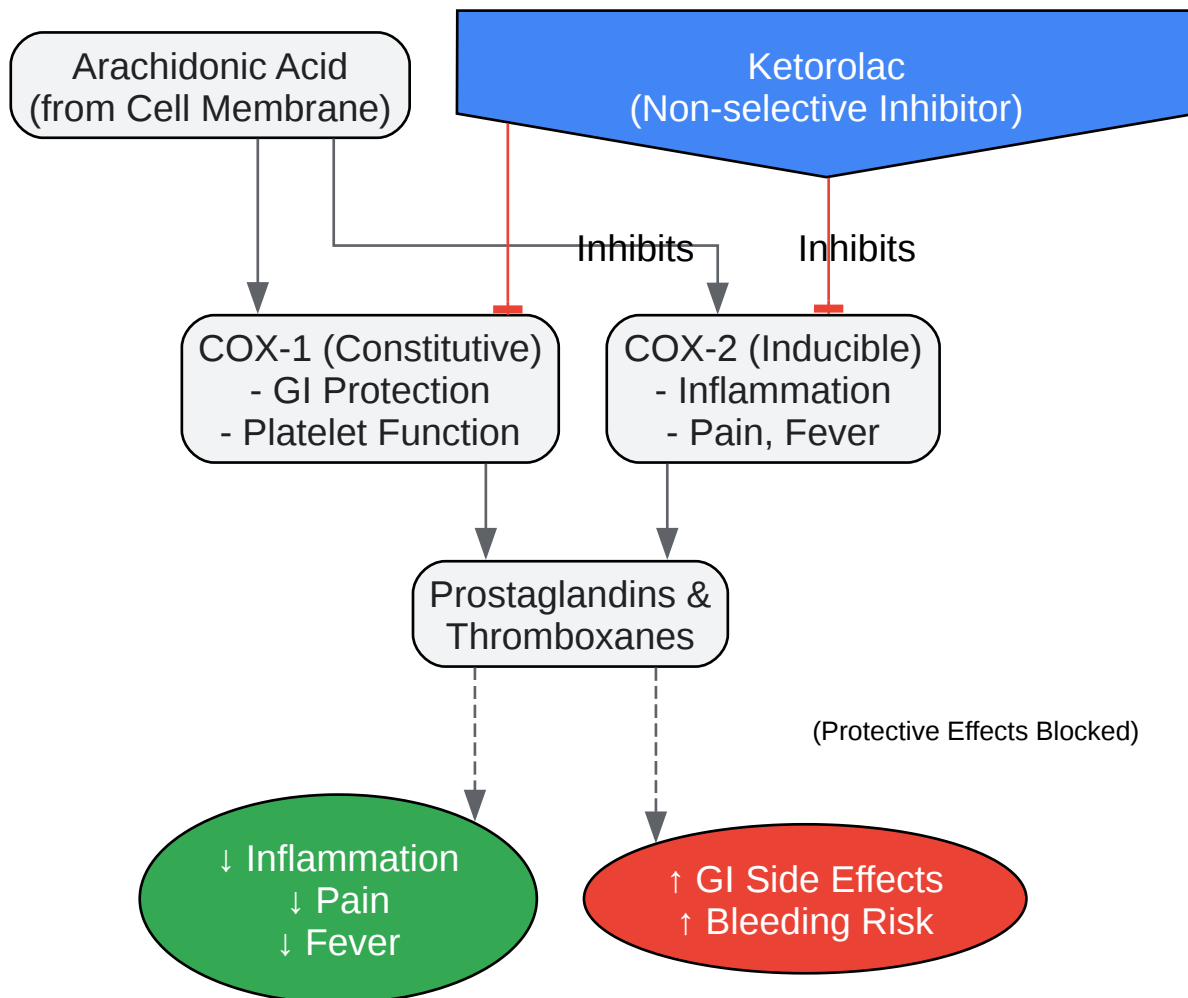 Arachidonic Acid
(from Cell Membrane)
Ketorolac
(Non-selective Inhibitor)
Inhibits
Inhibits
COX-1 (Constitutive)
- GI Protection
- Platelet Function
COX-2 (Inducible)
- Inflammation
- Pain, Fever
Prostaglandins &
Thromboxanes
(Protective Effects Blocked)
↓ Inflammation
↓ Pain
↓ Fever
↑ GI Side Effects
↑ Bleeding Risk